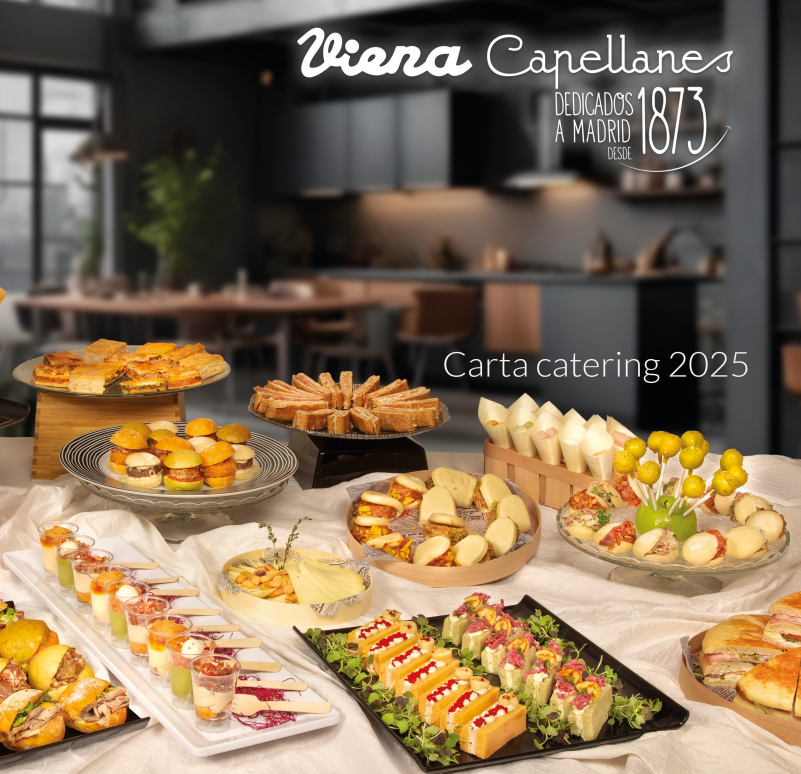 Viena Capellanes
DEDICADOS
A MADRID
DESDE
1873
Carta catering 2025